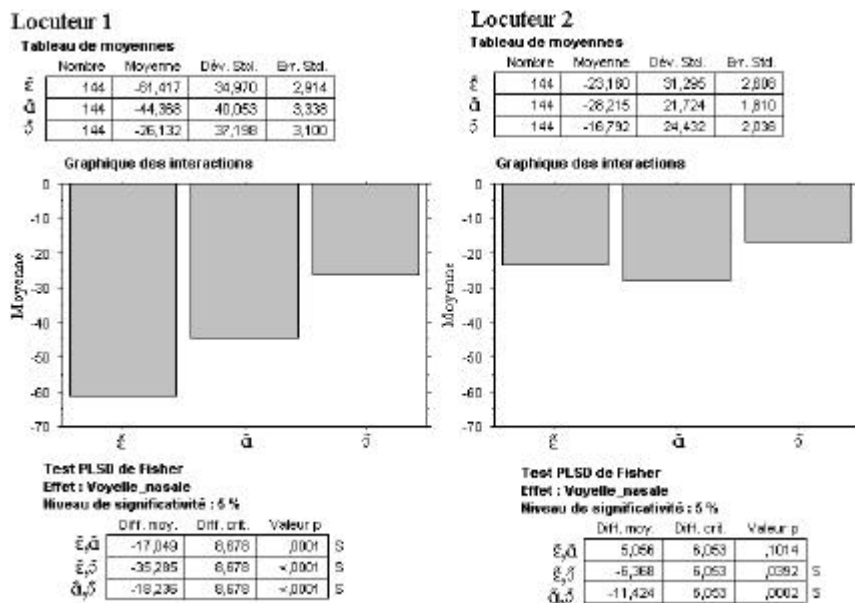 Locuteur 1
Tableau de moyennes
Nombre Moyenne Dév. Std. Err. Std.
ɛ̃ 144 -61,417 34,970 2,914
ɑ̃ 144 -44,368 40,053 3,338
ɔ̃ 144 -26,132 37,198 3,100
Graphique des interactions
Moyenne
0
-10
-20
-30
-40
-50
-60
-70
ɛ̃ ɑ̃ ɔ̃
Test PLSD de Fisher
Effet : Voyelle_nasale
Niveau de significativité : 5 %
Diff. moy. Diff. crit. Valeur p
ɛ̃,ɑ̃ -17,049 8,678 ,0001 S
ɛ̃,ɔ̃ -35,285 8,678 <,0001 S
ɑ̃,ɔ̃ -18,236 8,678 <,0001 S
Locuteur 2
Tableau de moyennes
Nombre Moyenne Dév. Std. Err. Std.
ɛ̃ 144 -23,160 31,295 2,608
ɑ̃ 144 -28,215 21,724 1,810
ɔ̃ 144 -16,792 24,432 2,036
Graphique des interactions
Moyenne
0
-10
-20
-30
-40
-50
-60
-70
ɛ̃ ɑ̃ ɔ̃
Test PLSD de Fisher
Effet : Voyelle_nasale
Niveau de significativité : 5 %
Diff. moy. Diff. crit. Valeur p
ɛ̃,ɑ̃ 5,056 6,053 ,1014
ɛ̃,ɔ̃ -6,368 6,053 ,0392 S
ɑ̃,ɔ̃ -11,424 6,053 ,0002 S